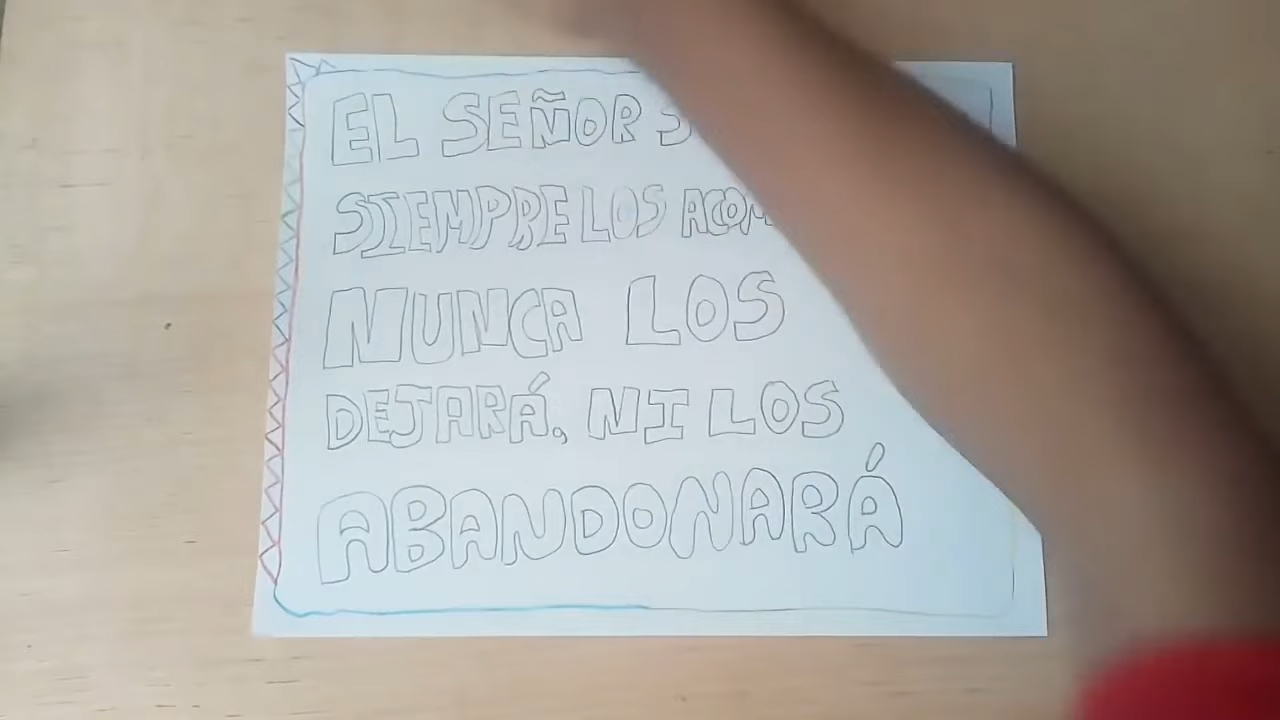 EL SEÑOR
SIEMPRE LOS
NUNCA LOS
DEJARÁ. NI LOS
ABANDONARÁ